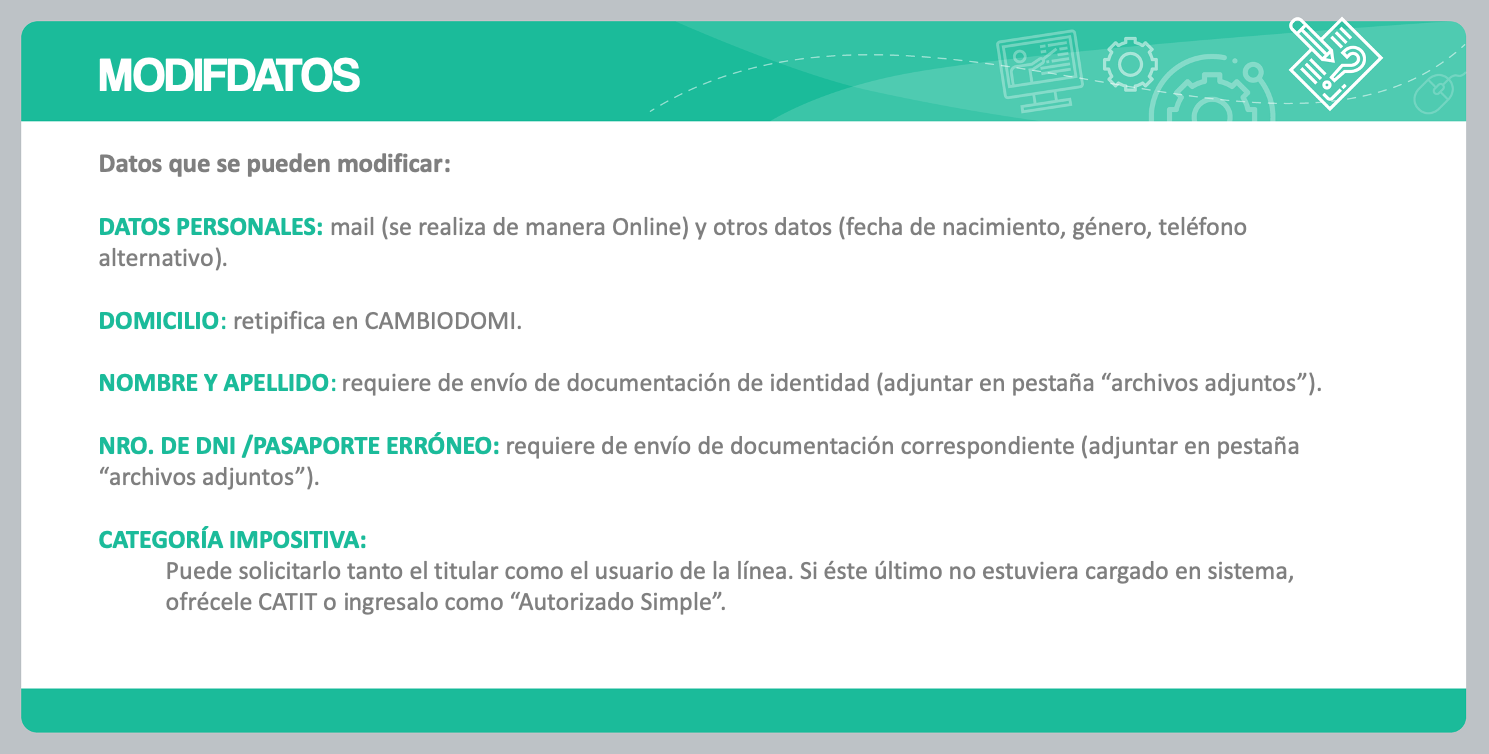 MODIFDATOS
Datos que se pueden modificar:
DATOS PERSONALES: mail (se realiza de manera Online) y otros datos (fecha de nacimiento, género, teléfono
alternativo).
DOMICILIO: retipifica en CAMBIODOMI.
NOMBRE Y APELLIDO: requiere de envío de documentación de identidad (adjuntar en pestaña “archivos adjuntos”).
NRO. DE DNI /PASAPORTE ERRÓNEO: requiere de envío de documentación correspondiente (adjuntar en pestaña
“archivos adjuntos”).
CATEGORÍA IMPOSITIVA:
Puede solicitarlo tanto el titular como el usuario de la línea. Si éste último no estuviera cargado en sistema,
ofrécele CATIT o ingresalo como “Autorizado Simple”.